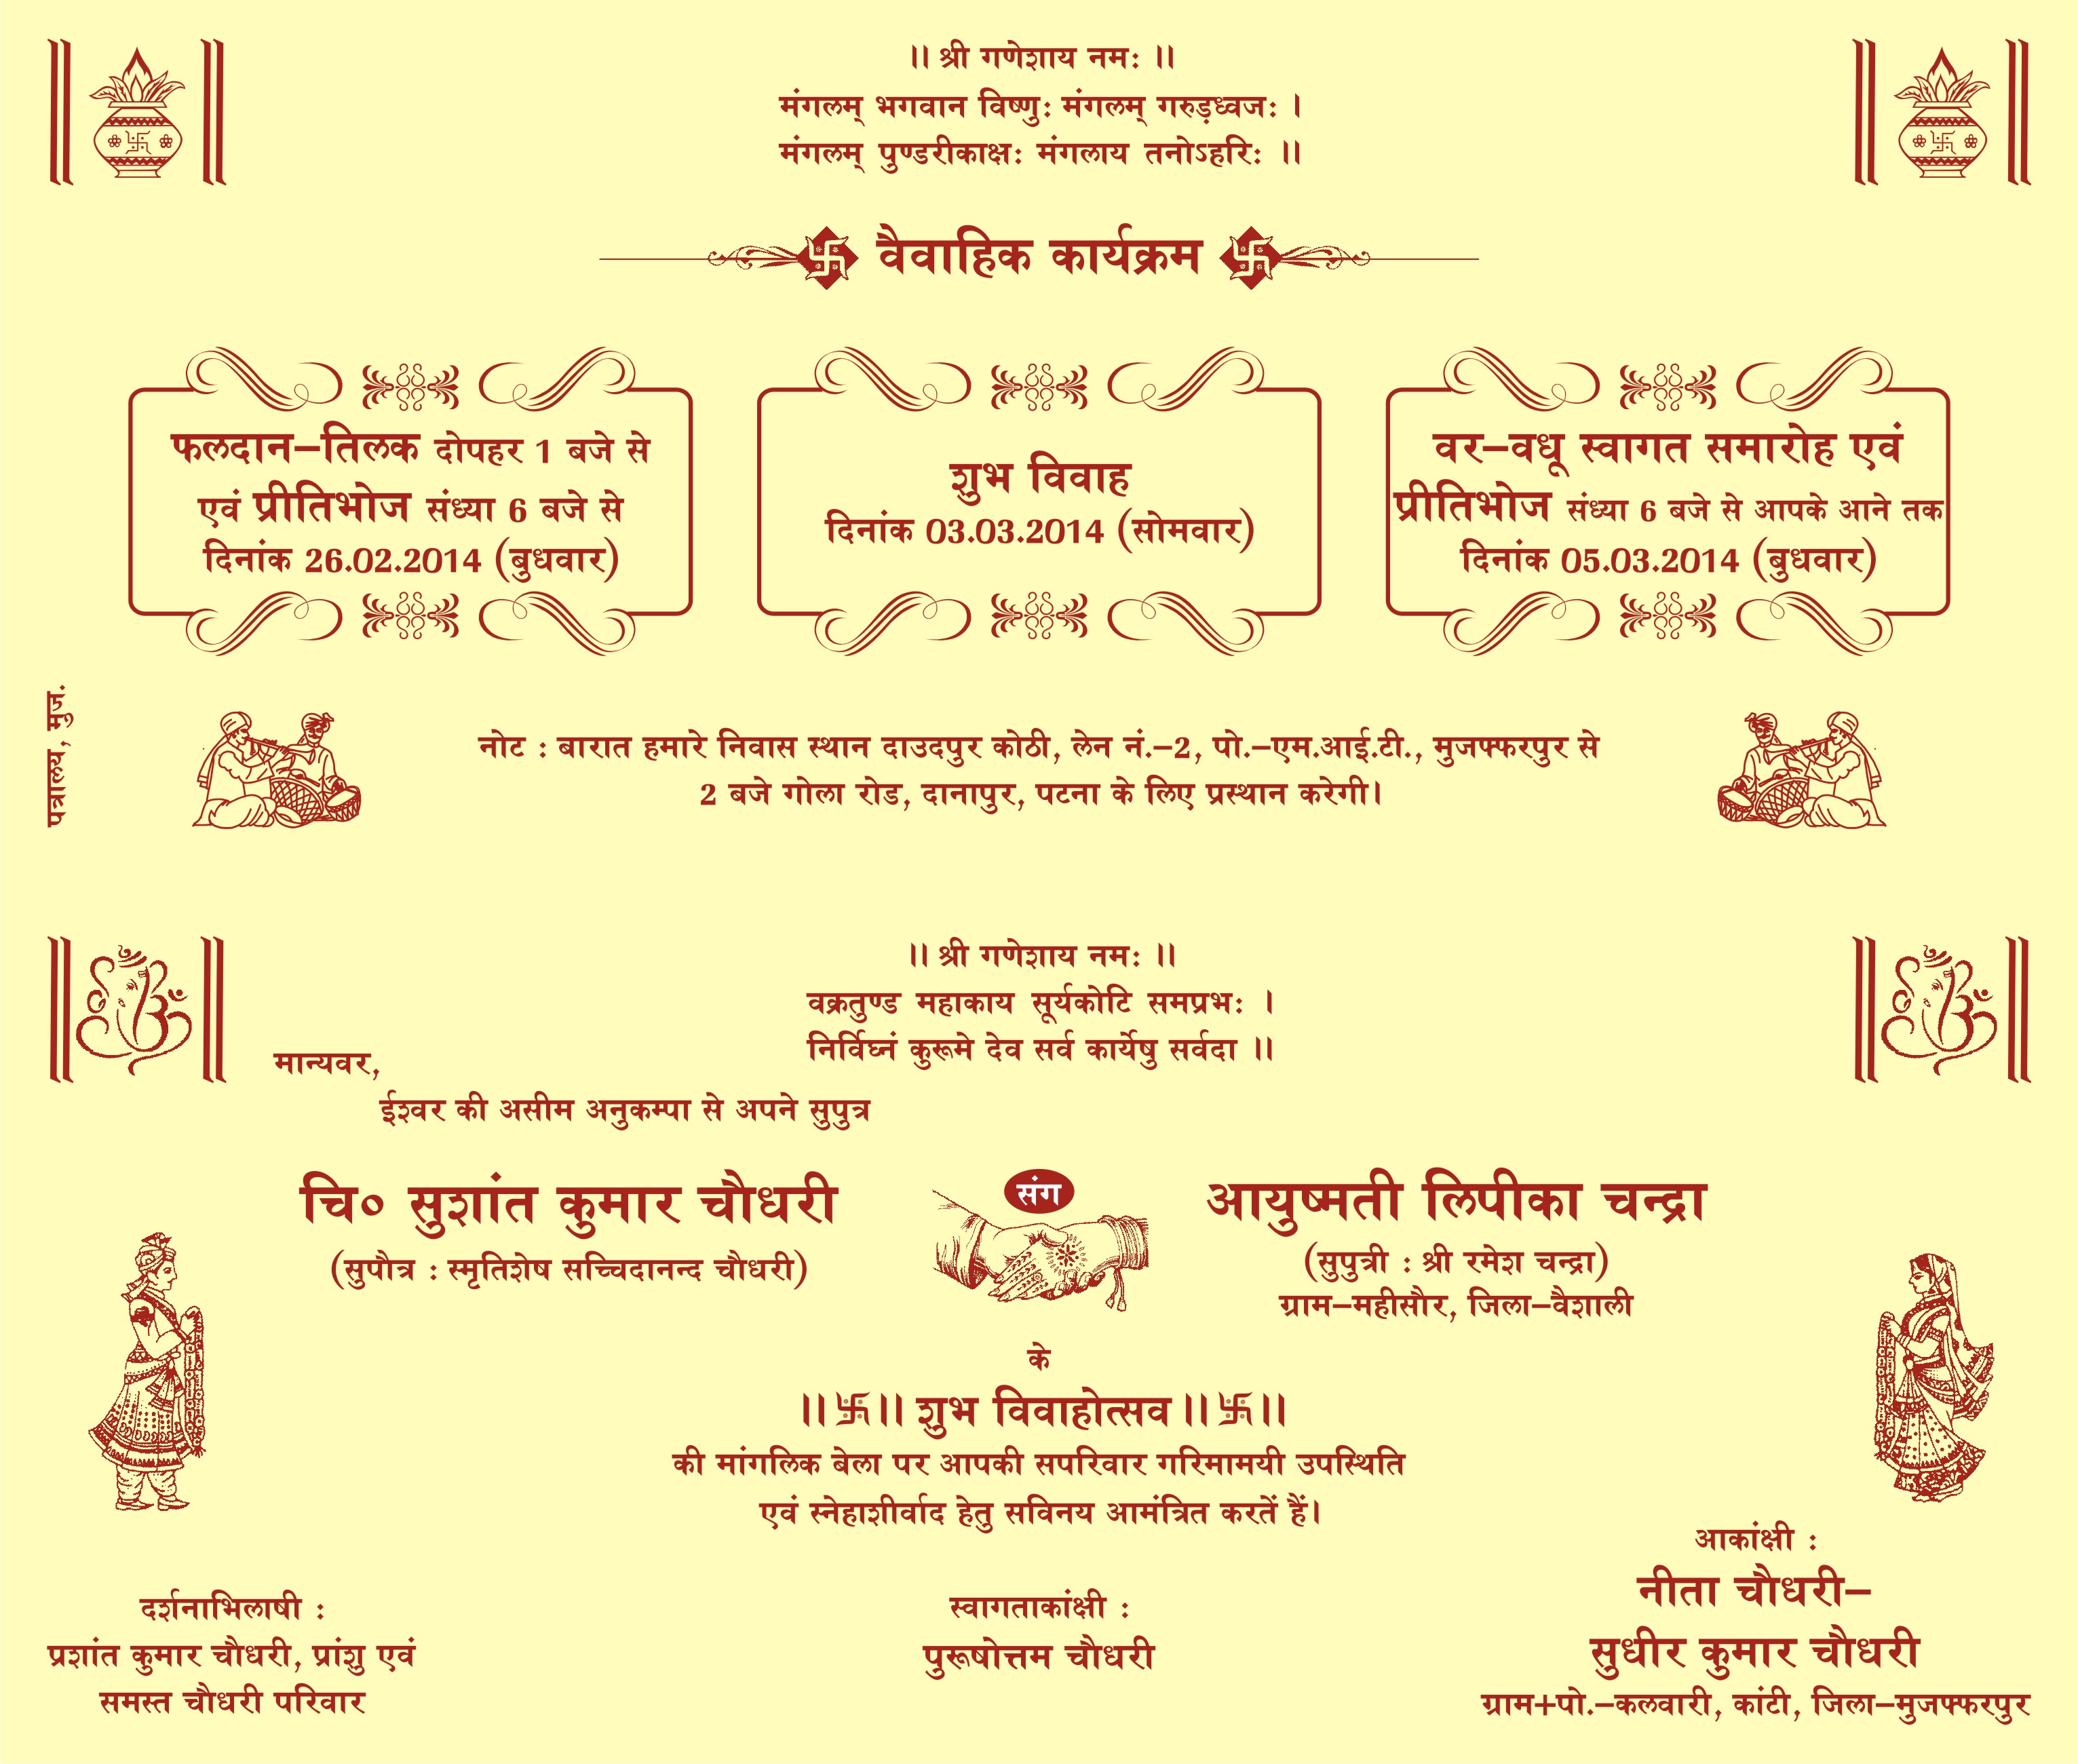 ।। श्री गणेशाय नमः ।।
मंगलम् भगवान विष्णुः मंगलम् गरुड़ध्वजः ।
मंगलम् पुण्डरीकाक्षः मंगलाय तनोऽहरिः ।।
वैवाहिक कार्यक्रम
फलदान–तिलक दोपहर 1 बजे से
एवं प्रीतिभोज संध्या 6 बजे से
दिनांक 26.02.2014 (बुधवार)
शुभ विवाह
दिनांक 03.03.2014 (सोमवार)
वर–वधू स्वागत समारोह एवं
प्रीतिभोज संध्या 6 बजे से आपके आने तक
दिनांक 05.03.2014 (बुधवार)
पत्रालय, मुज.
नोट : बारात हमारे निवास स्थान दाउदपुर कोठी, लेन नं.–2, पो.–एम.आई.टी., मुजफ्फरपुर से
2 बजे गोला रोड, दानापुर, पटना के लिए प्रस्थान करेगी।
।। श्री गणेशाय नमः ।।
वक्रतुण्ड महाकाय सूर्यकोटि समप्रभः ।
निर्विघ्नं कुरूमे देव सर्व कार्येषु सर्वदा ।।
मान्यवर,
ईश्वर की असीम अनुकम्पा से अपने सुपुत्र
चि० सुशांत कुमार चौधरी
(सुपौत्र : स्मृतिशेष सच्चिदानन्द चौधरी)
संग
आयुष्मती लिपीका चन्द्रा
(सुपुत्री : श्री रमेश चन्द्रा)
ग्राम–महीसौर, जिला–वैशाली
के
।।卐।। शुभ विवाहोत्सव ।।卐।।
की मांगलिक बेला पर आपकी सपरिवार गरिमामयी उपस्थिति
एवं स्नेहाशीर्वाद हेतु सविनय आमंत्रित करतें हैं।
दर्शनाभिलाषी :
प्रशांत कुमार चौधरी, प्रांशु एवं
समस्त चौधरी परिवार
स्वागताकांक्षी :
पुरूषोत्तम चौधरी
आकांक्षी :
नीता चौधरी–
सुधीर कुमार चौधरी
ग्राम+पो.–कलवारी, कांटी, जिला–मुजफ्फरपुर